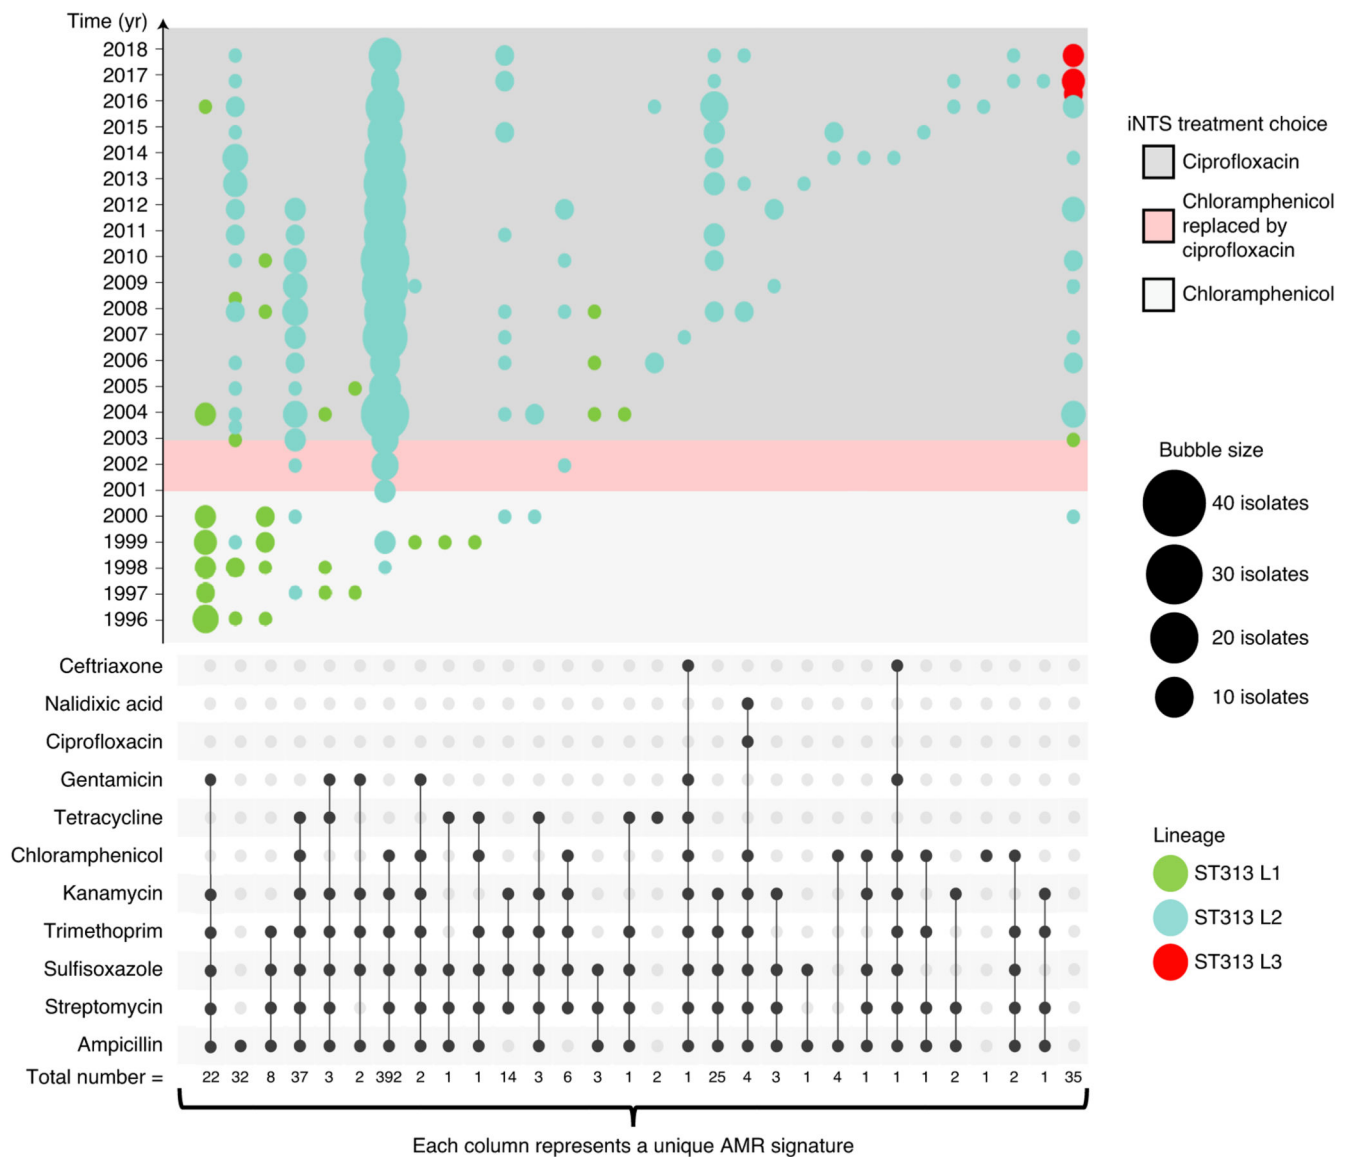 Time (yr)
2018
2017
2016
2015
2014
2013
2012
2011
2010
2009
2008
2007
2006
2005
2004
2003
2002
2001
2000
1999
1998
1997
1996
iNTS treatment choice
Ciprofloxacin
Chloramphenicol
replaced by
ciprofloxacin
Chloramphenicol
Bubble size
40 isolates
30 isolates
20 isolates
10 isolates
Ceftriaxone
Nalidixic acid
Ciprofloxacin
Gentamicin
Tetracycline
Chloramphenicol
Kanamycin
Trimethoprim
Sulfisoxazole
Streptomycin
Ampicillin
Lineage
ST313 L1
ST313 L2
ST313 L3
Total number = 22 32 8 37 3 2 392 2 1 1 14 3 6 3 1 2 1 25 4 3 1 4 1 1 1 2 1 2 1 35
Each column represents a unique AMR signature